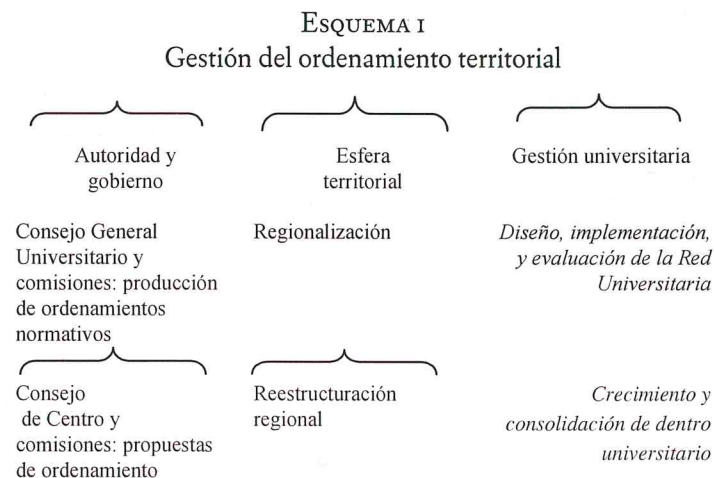 ESQUEMA I
Gestión del ordenamiento territorial
Autoridad y
gobierno
Esfera
territorial
Gestión universitaria
Consejo General
Universitario y
comisiones: producción
de ordenamientos
normativos
Regionalización
Diseño, implementación,
y evaluación de la Red
Universitaria
Consejo
de Centro y
comisiones: propuestas
de ordenamiento
Reestructuración
regional
Crecimiento y
consolidación de dentro
universitario